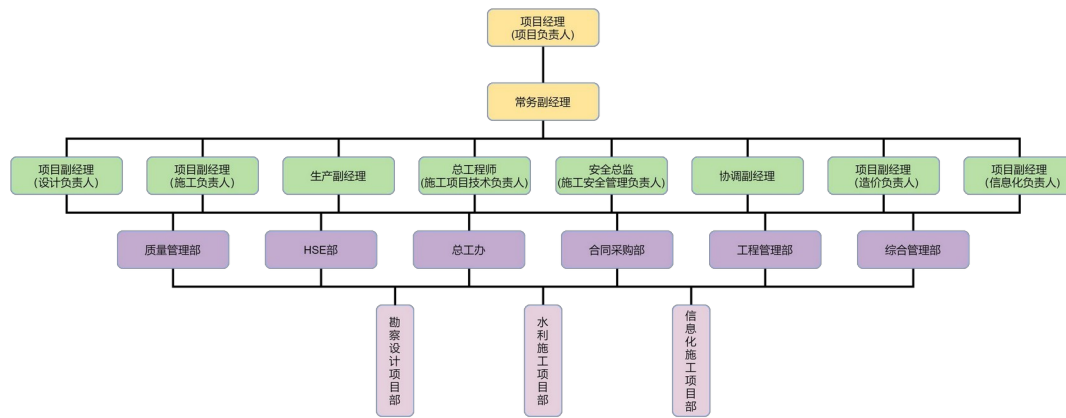 项目经理
(项目负责人)
常务副经理
项目副经理
(设计负责人)
项目副经理
(施工负责人)
生产副经理
总工程师
(施工项目技术负责人)
安全总监
(施工安全管理负责人)
协调副经理
项目副经理
(造价负责人)
项目副经理
(信息化负责人)
质量管理部
HSE部
总工办
合同采购部
工程管理部
综合管理部
勘察设计项目部
水利施工项目部
信息化施工项目部